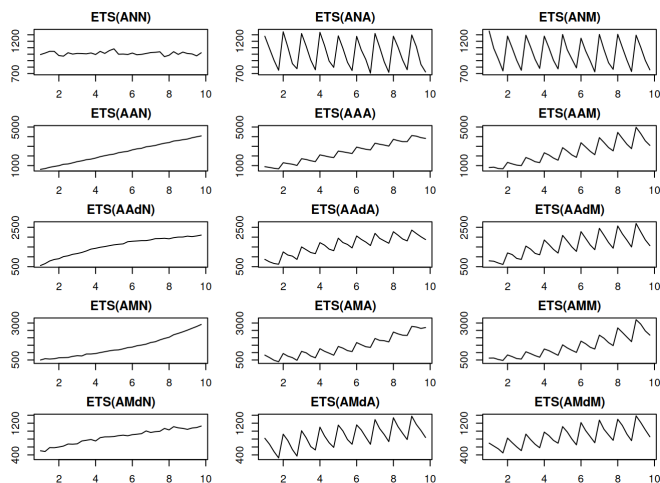 ETS(ANN) ETS(ANA) ETS(ANM)
700 1200 700 1200 700 1200
2 4 6 8 10 2 4 6 8 10 2 4 6 8 10
ETS(AAN) ETS(AAA) ETS(AAM)
1000 5000 1000 5000 1000 5000
2 4 6 8 10 2 4 6 8 10 2 4 6 8 10
ETS(AAdN) ETS(AAdA) ETS(AAdM)
500 2500 500 2500 500 2500
2 4 6 8 10 2 4 6 8 10 2 4 6 8 10
ETS(AMN) ETS(AMA) ETS(AMM)
500 3000 500 3000 500 3000
2 4 6 8 10 2 4 6 8 10 2 4 6 8 10
ETS(AMdN) ETS(AMdA) ETS(AMdM)
400 1200 400 1200 400 1200
2 4 6 8 10 2 4 6 8 10 2 4 6 8 10